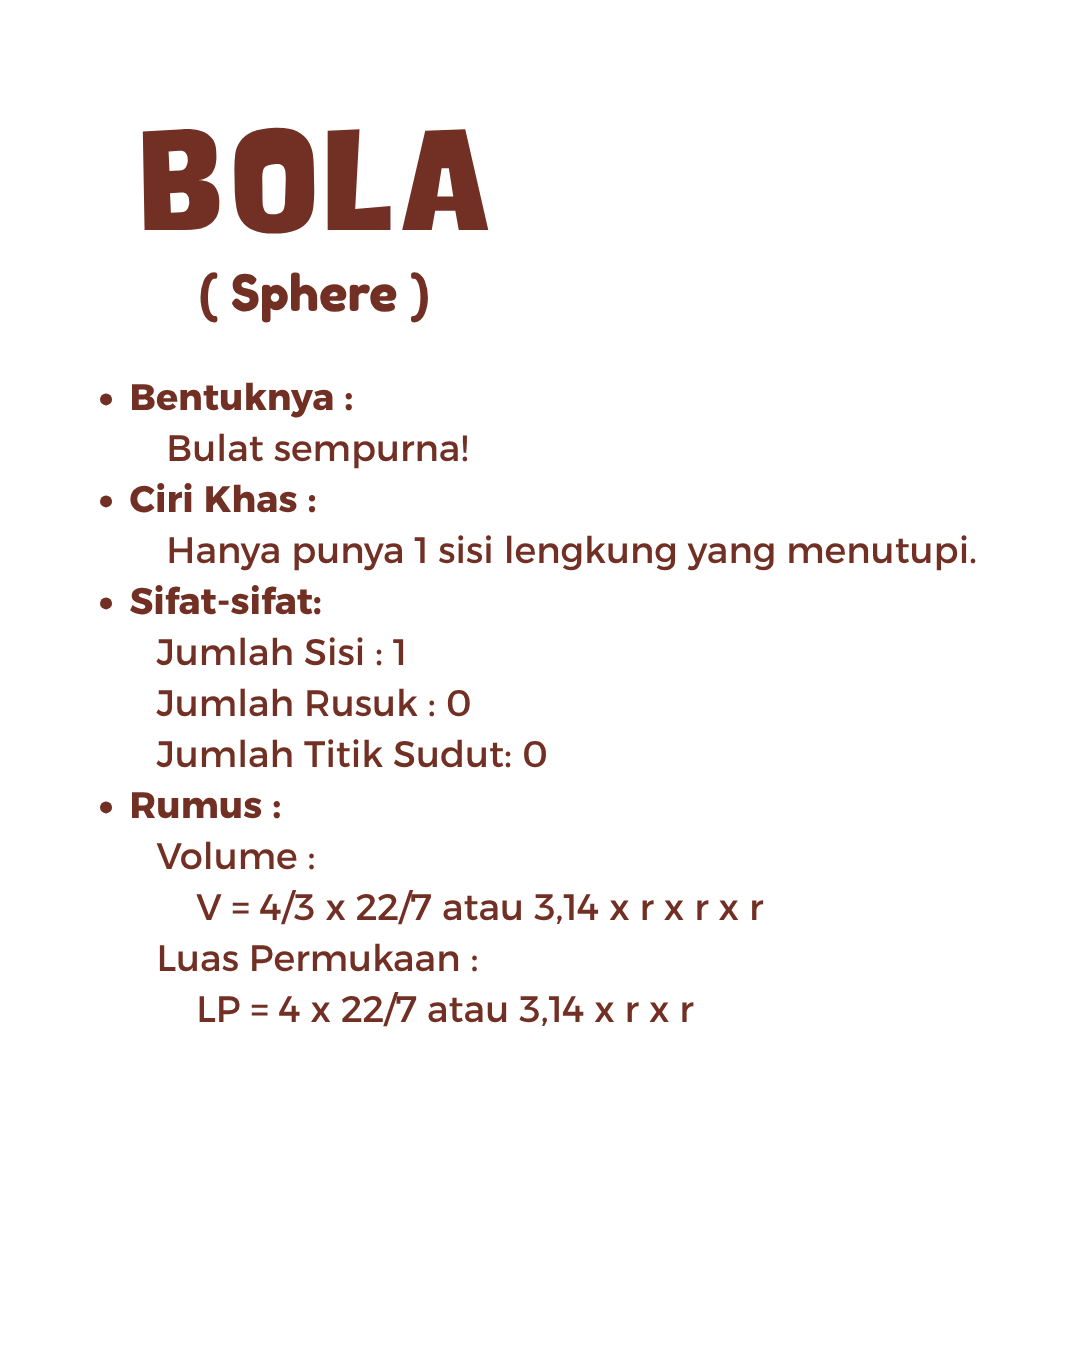 BOLA
( Sphere )
• Bentuknya :
Bulat sempurna!
• Ciri Khas :
Hanya punya 1 sisi lengkung yang menutupi.
• Sifat-sifat:
Jumlah Sisi : 1
Jumlah Rusuk : 0
Jumlah Titik Sudut: 0
• Rumus :
Volume :
V = 4/3 x 22/7 atau 3,14 x r x r x r
Luas Permukaan :
LP = 4 x 22/7 atau 3,14 x r x r